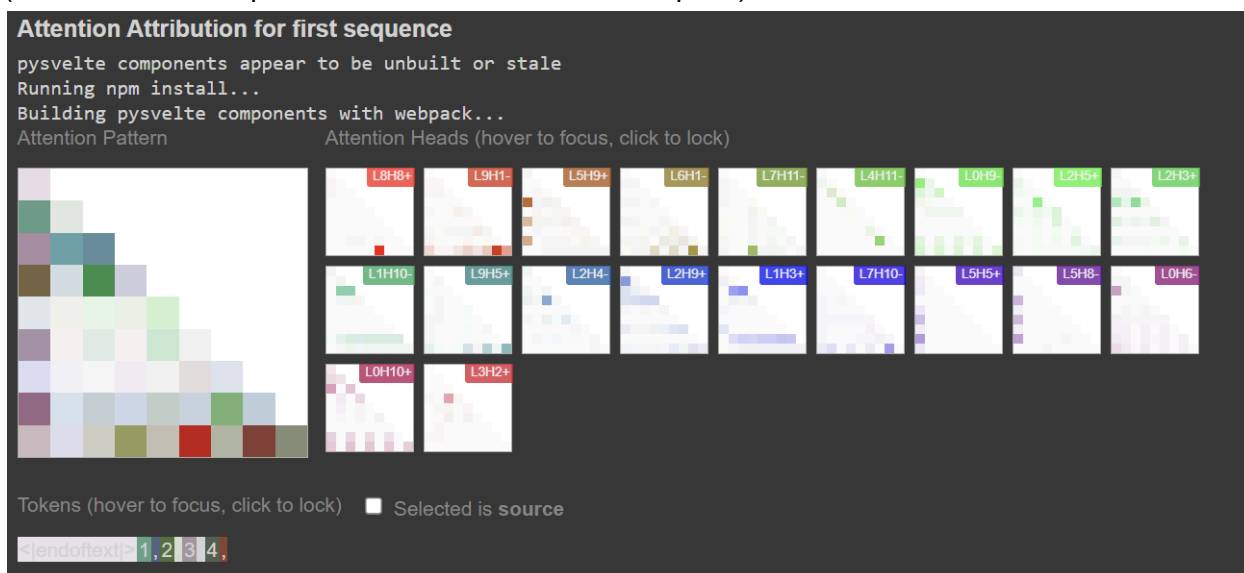 Attention Attribution for first sequence
pysvelte components appear to be unbuilt or stale
Running npm install...
Building pysvelte components with webpack...
Attention Pattern
Attention Heads (hover to focus, click to lock)
L8H8+ L9H1- L5H9+ L6H1- L7H11- L4H11- L0H9- L2H5+ L2H3+
L1H10- L9H5+ L2H4- L2H9+ L1H3+ L7H10- L5H5+ L5H8- L0H6-
L0H10+ L3H2+
Tokens (hover to focus, click to lock) Selected is source
<|endoftext|>1,2 3 4,